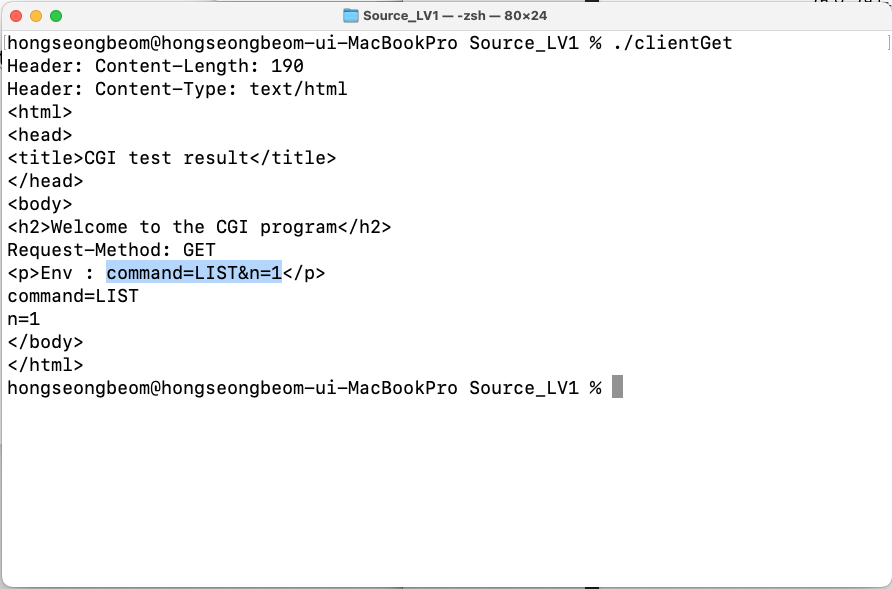 Source_LV1 — -zsh — 80×24
hongseongbeom@hongseongbeom-ui-MacBookPro Source_LV1 % ./clientGet
Header: Content-Length: 190
Header: Content-Type: text/html
<html>
<head>
<title>CGI test result</title>
</head>
<body>
<h2>Welcome to the CGI program</h2>
Request-Method: GET
<p>Env : command=LIST&n=1</p>
command=LIST
n=1
</body>
</html>
hongseongbeom@hongseongbeom-ui-MacBookPro Source_LV1 %